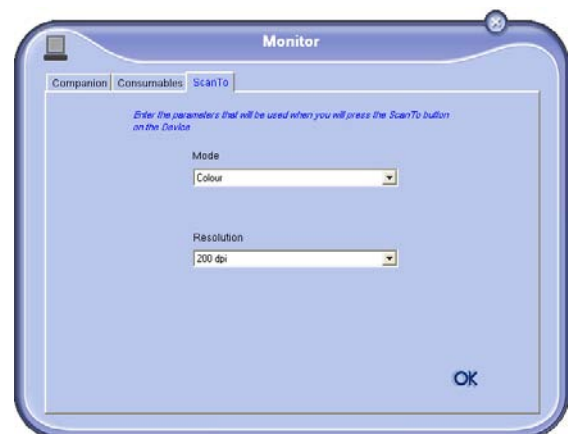 Monitor
Companion Consumables ScanTo
Enter the parameters that will be used when you will press the ScanTo button
on the Device
Mode
Colour
Resolution
200 dpi
OK